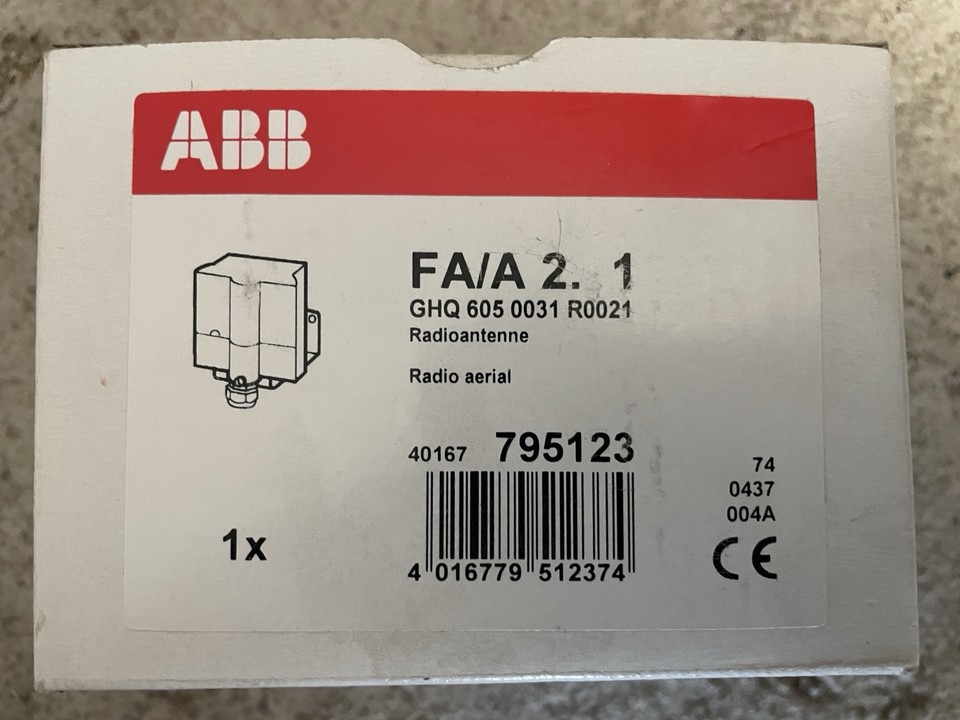 ABB
FA/A 2. 1
GHQ 605 0031 R0021
Radioantenne
Radio aerial
40167 795123
74
0437
004A
1x
CE
4 016779 512374